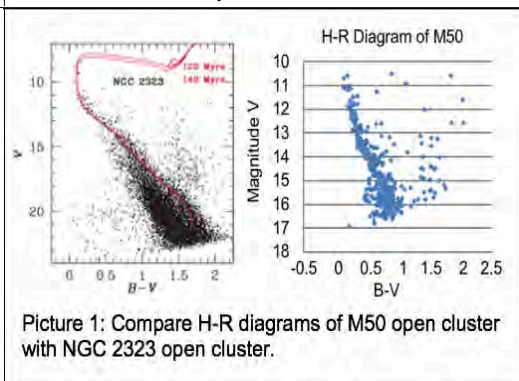 H-R Diagram of M50
120 Myrs
NGC 2323
140 Myrs
10
15
20
V
0
0.5
1.0
1.5
2
B-V
10
11
12
13
14
15
16
17
18
Magnitude V
-0.5
0
0.5
1
1.5
2
2.5
B-V
Picture 1: Compare H-R diagrams of M50 open cluster
with NGC 2323 open cluster.